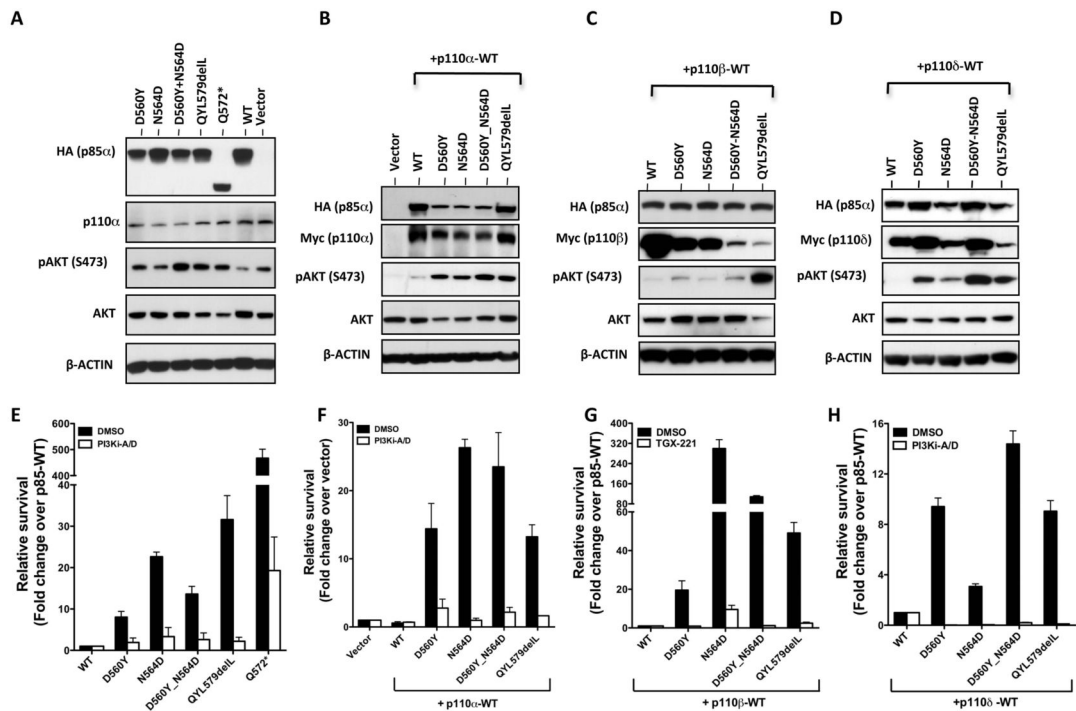 A
D560Y
N564D
D560Y+N564D
QYL579delL
Q572*
WT
Vector
HA (p85α)
p110α
pAKT (S473)
AKT
β-ACTIN
B
+p110α-WT
Vector
WT
D560Y
N564D
D560Y_N564D
QYL579delL
HA (p85α)
Myc (p110α)
pAKT (S473)
AKT
β-ACTIN
C
+p110β-WT
WT
D560Y
N564D
D560Y-N564D
QYL579delL
HA (p85α)
Myc (p110β)
pAKT (S473)
AKT
β-ACTIN
D
+p110δ-WT
WT
D560Y
N564D
D560Y-N564D
QYL579delL
HA (p85α)
Myc (p110δ)
pAKT (S473)
AKT
β-ACTIN
E
Relative survival
(Fold change over p85-WT)
600
500
400
40
30
20
10
0
DMSO
PI3Ki-A/D
WT
D560Y
N564D
D560Y_N564D
QYL579delL
Q572*
F
Relative survival
(Fold change over vector)
30
20
10
0
DMSO
PI3Ki-A/D
Vector
WT
D560Y
N564D
D560Y_N564D
QYL579delL
+ p110α-WT
G
Relative survival
(Fold change over p85-WT)
400
320
240
160
80
60
40
20
0
DMSO
TGX-221
WT
D560Y
N564D
D560Y_N564D
QYL579delL
+ p110β-WT
H
Relative survival
(Fold change over p85-WT)
16
12
8
4
0
DMSO
PI3Ki-A/D
WT
D560Y
N564D
D560Y_N564D
QYL579delL
+p110δ -WT